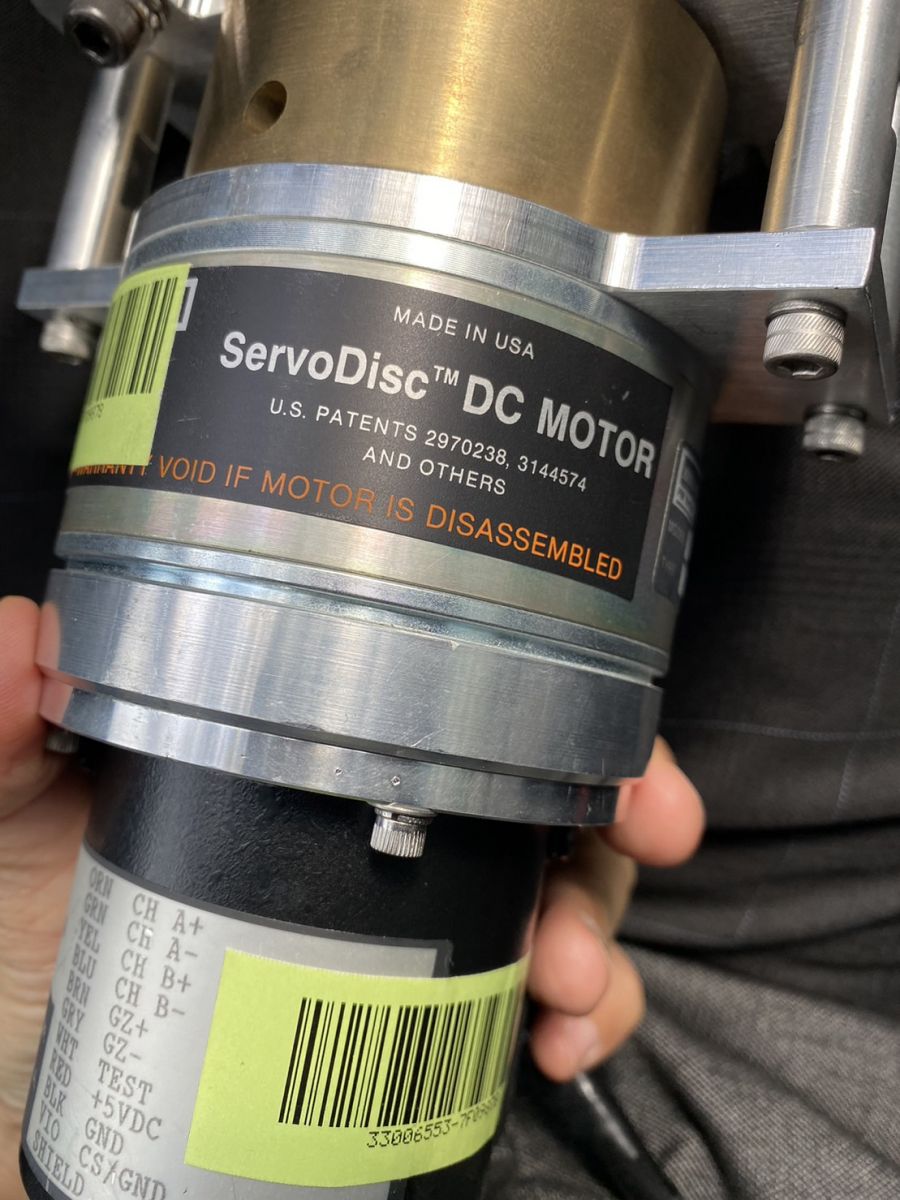 MADE IN USA
ServoDisc™ DC MOTOR
U.S. PATENTS 2970238, 3144574
AND OTHERS
WARRANTY VOID IF MOTOR IS DISASSEMBLED
ORN CH A+
GRN CH A-
YEL CH B+
BLU CH B-
BRN GZ+
GRY GZ-
WHT TEST
RED +5VDC
BLK GND
VIO CS/GND
SHIELD